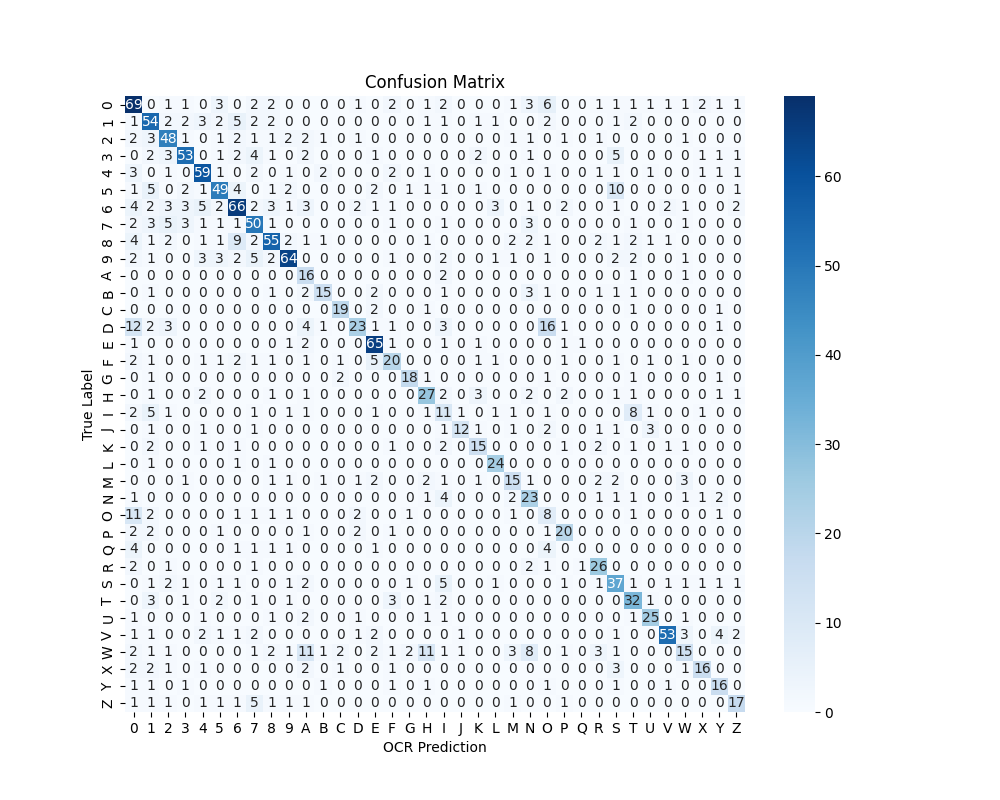 Confusion Matrix
0 69 0 1 1 0 3 0 2 2 0 0 0 0 1 0 2 0 1 2 0 0 0 1 3 6 0 0 1 1 1 1 1 1 2 1 1
1 1 54 2 2 3 2 5 2 2 0 0 0 0 0 0 1 0 0 1 0 1 1 0 0 2 0 0 0 1 2 0 0 0 0 0 0
2 2 3 48 1 0 1 2 1 1 2 2 1 0 0 0 0 1 0 0 0 0 0 1 1 0 1 0 0 1 0 0 0 0 0 0 0
3 0 2 3 53 0 1 2 4 1 0 2 0 0 0 1 0 0 0 0 0 2 0 0 1 0 0 0 0 5 0 0 0 0 1 1 1
4 3 0 1 0 59 1 0 2 0 1 0 2 0 0 0 2 0 1 0 0 0 0 1 0 1 0 0 0 1 0 1 0 0 1 1 1
5 1 5 0 2 1 49 4 0 1 2 0 0 0 0 2 0 1 1 1 0 1 0 0 0 0 0 0 0 10 0 0 0 0 0 0 1
6 4 2 3 3 5 2 66 2 3 1 3 0 0 2 1 1 0 0 0 0 0 3 0 1 0 2 0 0 1 0 0 2 1 0 0 2
7 2 3 5 3 1 1 1 50 1 0 0 0 0 0 0 0 0 0 0 0 0 0 0 3 0 0 0 0 0 1 0 0 1 0 0 0
8 4 1 2 0 1 1 9 2 55 2 1 1 0 0 0 0 0 1 0 0 0 0 2 2 1 0 0 2 1 2 1 1 0 0 0 0
9 2 1 0 0 3 3 2 5 2 64 0 0 0 0 1 0 0 0 2 0 0 1 1 0 1 0 0 0 2 2 0 0 1 0 0 0
A 0 0 0 0 0 0 0 0 0 0 16 0 0 0 0 0 0 0 2 0 0 0 0 0 0 0 0 0 0 1 0 0 1 0 0 0
B 0 1 0 0 0 0 0 0 1 0 2 15 0 0 2 0 0 0 1 0 0 0 0 3 1 0 0 1 1 1 0 0 0 0 0 0
C 0 0 0 0 0 0 0 0 0 0 0 0 19 0 2 0 0 1 0 0 0 0 0 0 0 0 0 0 0 1 0 0 0 0 1 0
D 12 2 3 0 0 0 0 0 0 0 4 1 0 23 1 1 0 0 3 0 0 0 0 0 16 1 0 0 0 0 0 0 0 0 1 0
E 1 0 0 0 0 0 0 0 0 1 2 0 0 0 65 1 0 0 1 0 1 0 0 0 0 1 1 0 0 0 0 0 0 0 0 0
F 2 1 0 0 1 1 2 1 1 0 1 0 1 0 5 20 0 0 0 0 1 1 0 0 1 0 0 1 0 0 1 0 0 0 1 0
G 0 1 0 0 0 0 0 0 0 0 0 0 2 0 0 0 18 1 0 0 0 0 0 0 1 0 0 0 0 1 0 0 0 0 1 0
H 0 1 0 0 2 0 0 0 1 0 1 0 0 0 0 0 0 27 2 0 3 0 0 2 0 2 0 0 1 1 0 0 0 0 1 1
I 2 5 1 0 0 0 0 1 0 1 1 0 0 0 1 0 0 1 11 1 0 1 1 0 1 0 0 0 0 8 1 0 0 1 0 0
J 0 1 0 0 1 0 0 1 0 0 0 0 0 0 0 0 0 0 0 12 1 0 1 0 2 0 0 0 1 0 3 0 0 0 0 0
K 0 2 0 0 1 0 1 0 0 0 0 0 0 0 0 1 0 0 2 0 15 0 0 0 0 1 0 2 0 1 0 1 1 0 0 0
L 0 1 0 0 0 0 1 0 1 0 0 0 0 0 0 0 0 0 0 0 0 24 0 0 0 0 0 0 0 0 0 0 0 0 0 0
M 0 0 0 0 0 0 0 0 1 1 0 1 0 1 2 0 0 2 1 0 1 0 15 1 0 0 0 2 2 0 0 0 3 0 0 0
N 1 0 0 0 0 0 0 0 0 0 0 0 0 0 0 0 0 1 4 0 0 0 2 23 0 0 0 1 1 1 0 0 1 1 2 0
O 11 2 0 0 0 0 1 1 1 1 0 0 0 2 0 0 1 0 0 0 0 0 0 0 8 0 0 0 0 0 0 0 0 0 1 0
P 2 2 0 0 0 1 0 0 0 1 0 0 0 2 0 1 0 0 0 0 0 0 0 0 1 20 0 0 0 0 0 0 0 0 0 0
Q 4 0 0 0 0 0 1 1 1 1 0 0 0 0 1 0 0 0 0 0 0 0 0 0 4 0 0 0 0 0 0 0 0 0 0 0
R 2 0 0 0 0 0 0 1 0 0 0 0 0 0 0 0 0 0 0 0 0 0 0 2 1 0 1 26 0 0 0 0 0 0 0 0
S 0 1 2 1 0 1 1 0 0 1 2 0 0 0 0 1 0 0 5 0 0 1 0 0 1 1 0 0 37 1 0 1 1 1 1 1
T 0 3 0 1 0 2 0 1 0 1 0 0 0 0 0 3 0 1 2 0 0 0 0 0 0 0 0 0 0 32 1 0 0 0 0 0
U 1 0 0 0 0 0 0 1 0 0 2 0 0 0 0 0 0 1 1 0 0 0 0 0 0 0 0 0 0 1 25 0 1 0 0 0
V 1 1 0 0 2 1 1 2 0 0 0 0 0 1 2 0 0 0 0 1 0 0 0 0 0 0 0 0 1 0 0 53 3 0 4 2
W 2 1 1 0 0 0 0 1 2 1 11 0 2 0 1 2 2 11 1 1 0 0 3 8 0 1 0 3 1 0 0 0 15 0 0 0
X 2 2 1 0 1 0 0 0 0 0 2 0 1 0 0 1 0 0 0 0 0 0 0 0 0 0 0 0 3 0 0 0 0 16 0 0
Y 1 1 0 1 0 0 0 0 0 0 0 1 0 0 0 1 0 1 0 0 0 0 0 0 0 0 0 0 1 0 0 1 0 0 16 0
Z 1 1 1 0 1 1 1 5 1 1 0 0 0 0 0 0 0 0 0 0 0 0 1 0 0 1 0 0 0 0 0 0 0 0 0 17
0 1 2 3 4 5 6 7 8 9 A B C D E F G H I J K L M N O P Q R S T U V W X Y Z
OCR Prediction
True Label
60
50
40
30
20
10
0